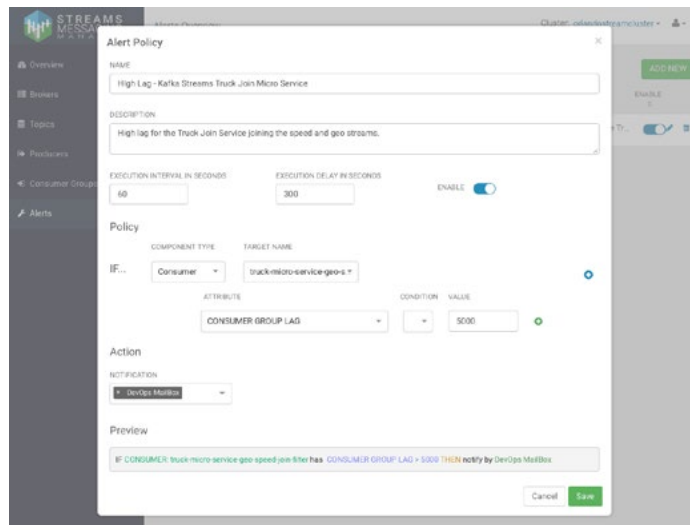 STREAMS
MESSAGING
MANA
Alerts Overview
Cluster:
Overview
Brokers
Topics
Producers
Consumer Groups
Alerts
ADD NEW
ENABLE
Alert Policy
×
NAME
High Lag - Kafka Streams Truck Join Micro Service
DESCRIPTION
High lag for the Truck Join Service joining the speed and geo streams.
EXECUTION INTERVAL IN SECONDS EXECUTION DELAY IN SECONDS
60 300 ENABLE
Policy
COMPONENT TYPE TARGET NAME
IF... Consumer truck-micro-service-geo-s
ATTRIBUTE CONDITION VALUE
CONSUMER GROUP LAG 5000
Action
NOTIFICATION
× DevOps MailBox
Preview
IF CONSUMER: truck-micro-service-geo-speed-join-filter has CONSUMER GROUP LAG > 5000 THEN notify by DevOps MailBox
Cancel Save